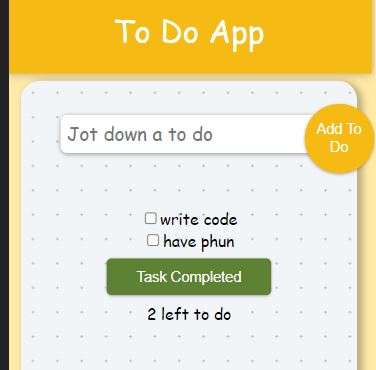 To Do App
Jot down a to do
Add To
Do
write code
have phun
Task Completed
2 left to do